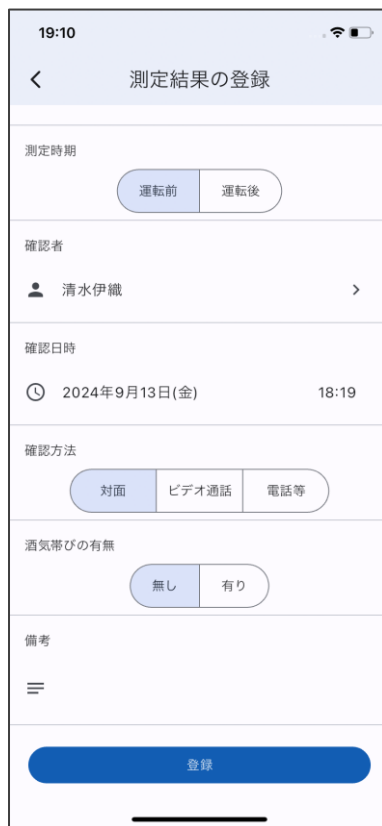 19:10
測定結果の登録
測定時期
運転前 運転後
確認者
清水伊織
確認日時
2024年9月13日(金) 18:19
確認方法
対面 ビデオ通話 電話等
酒気帯びの有無
無し 有り
備考
登録